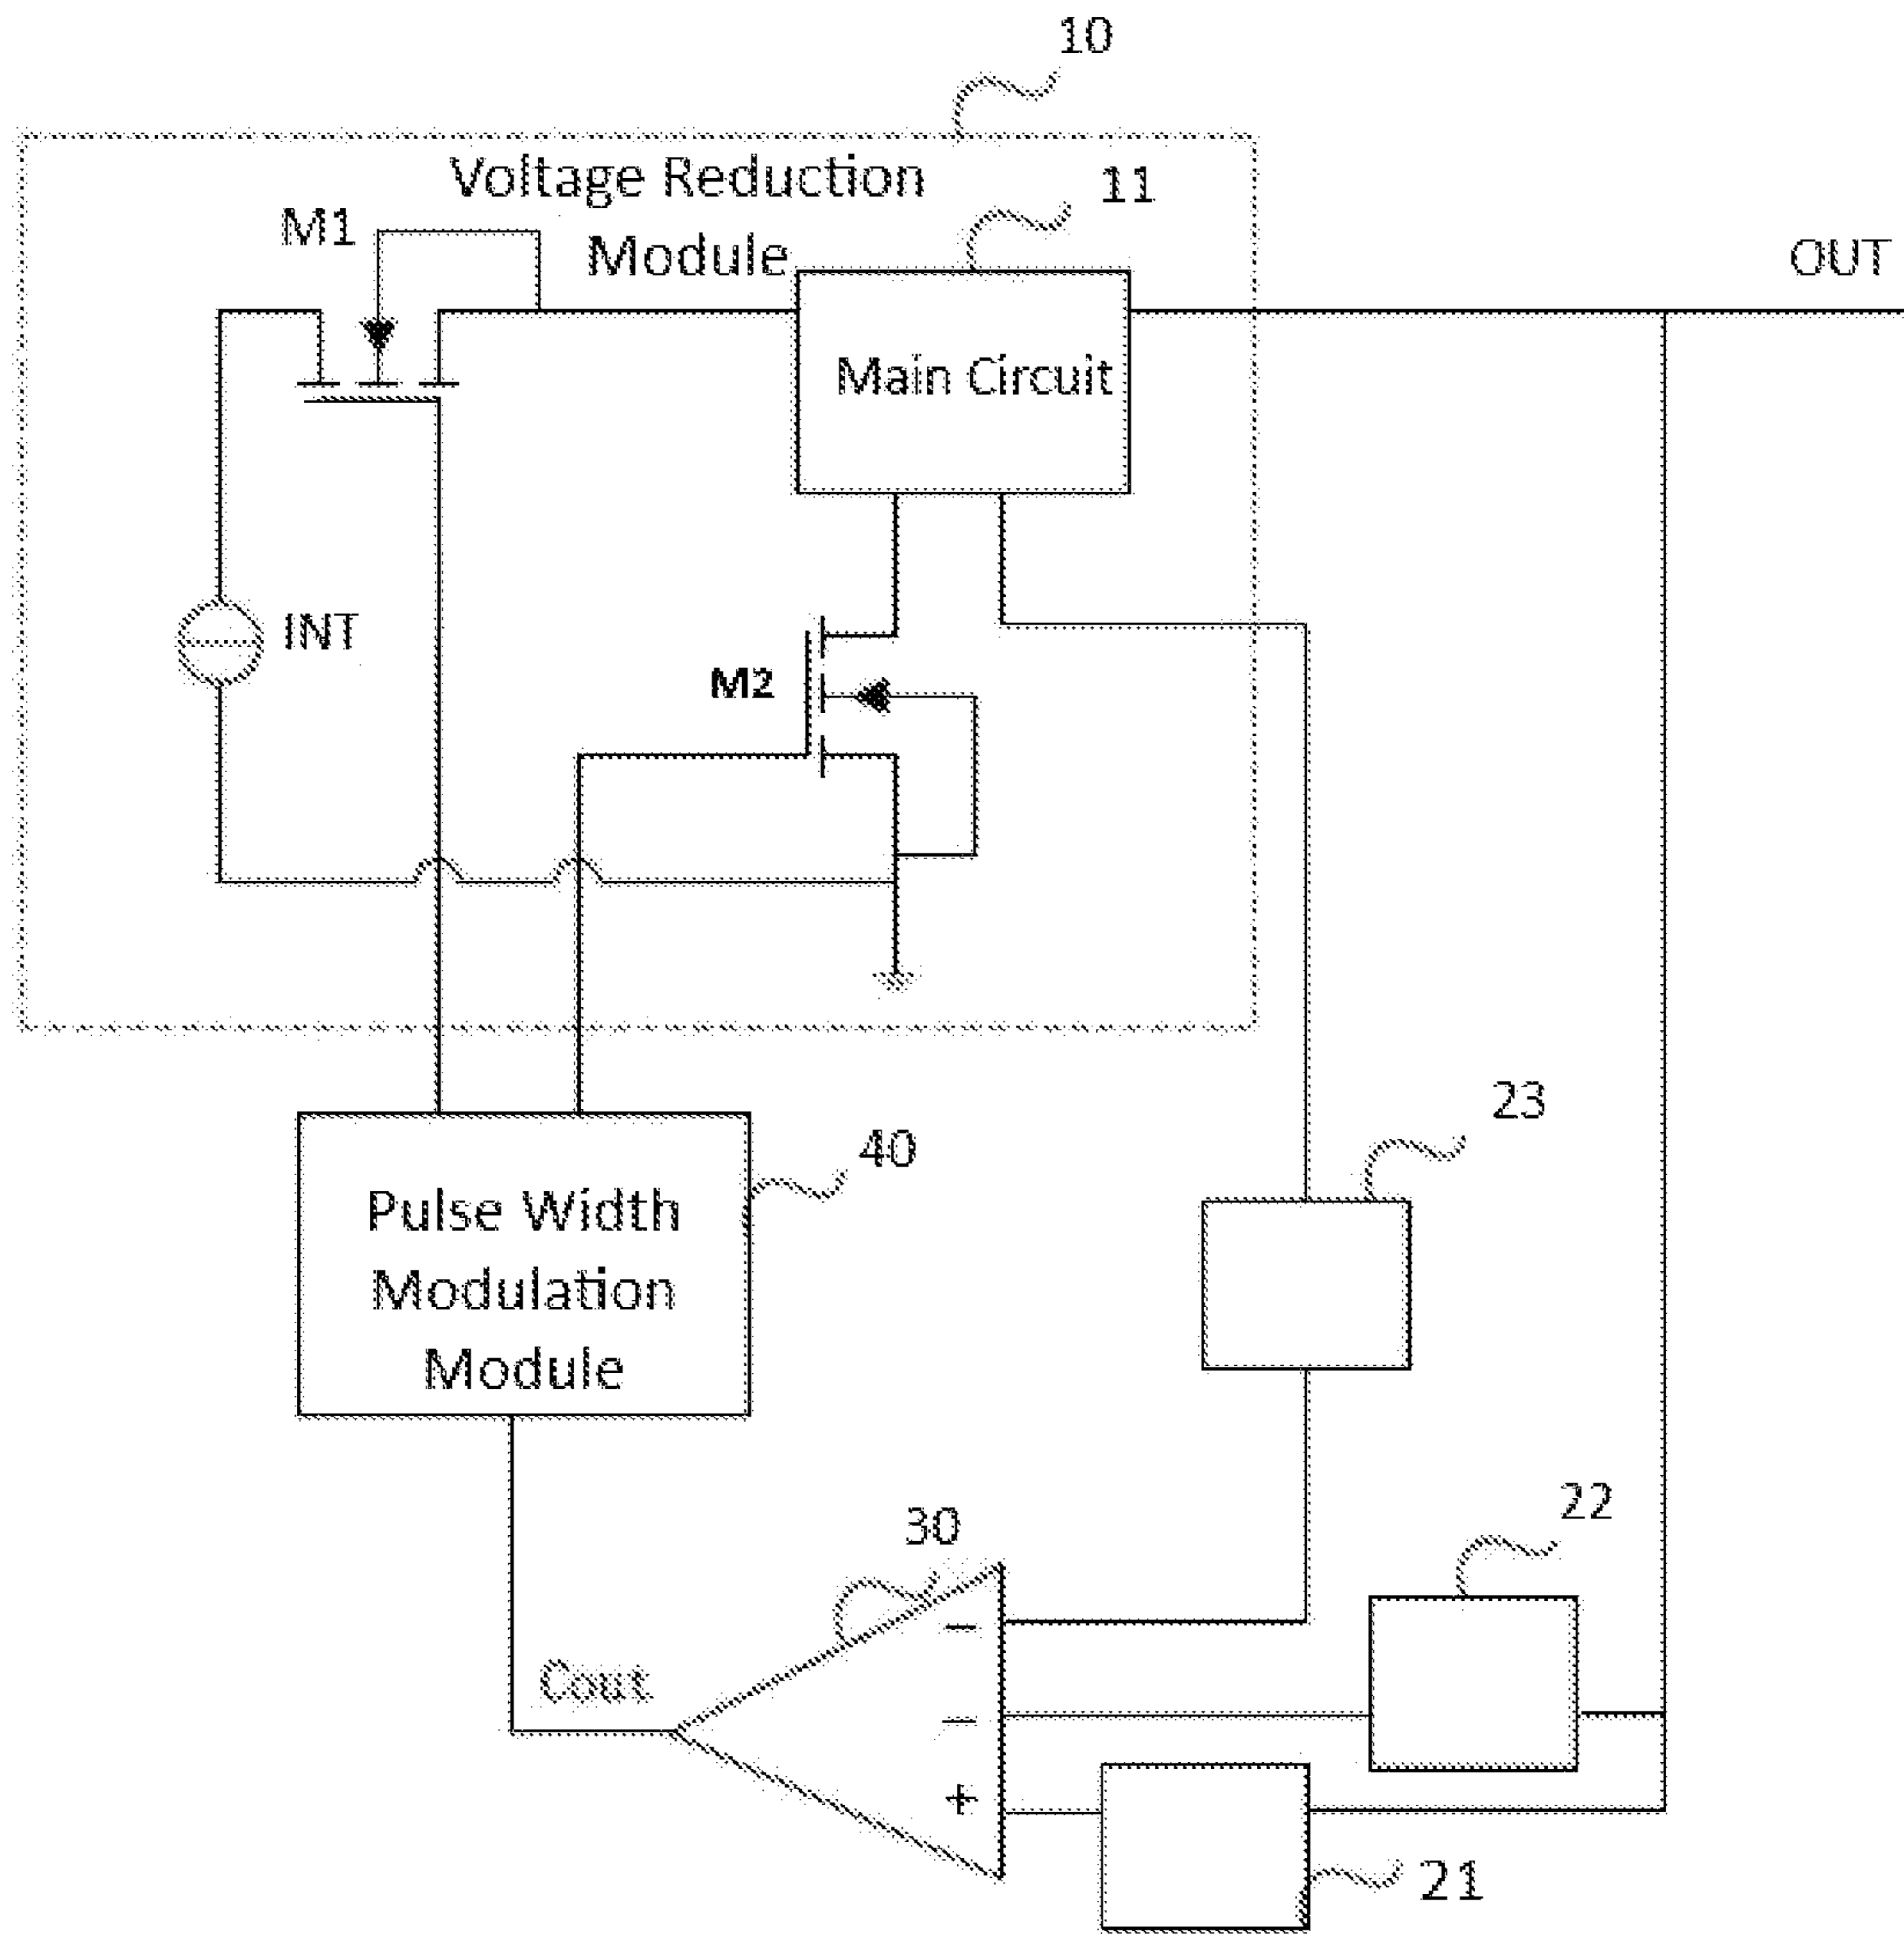 10
Voltage Reduction
Module
11
M1
OUT
Main Circuit
INT
M2
23
40
Pulse Width
Modulation
Module
22
30
−
Cout
−
+
21